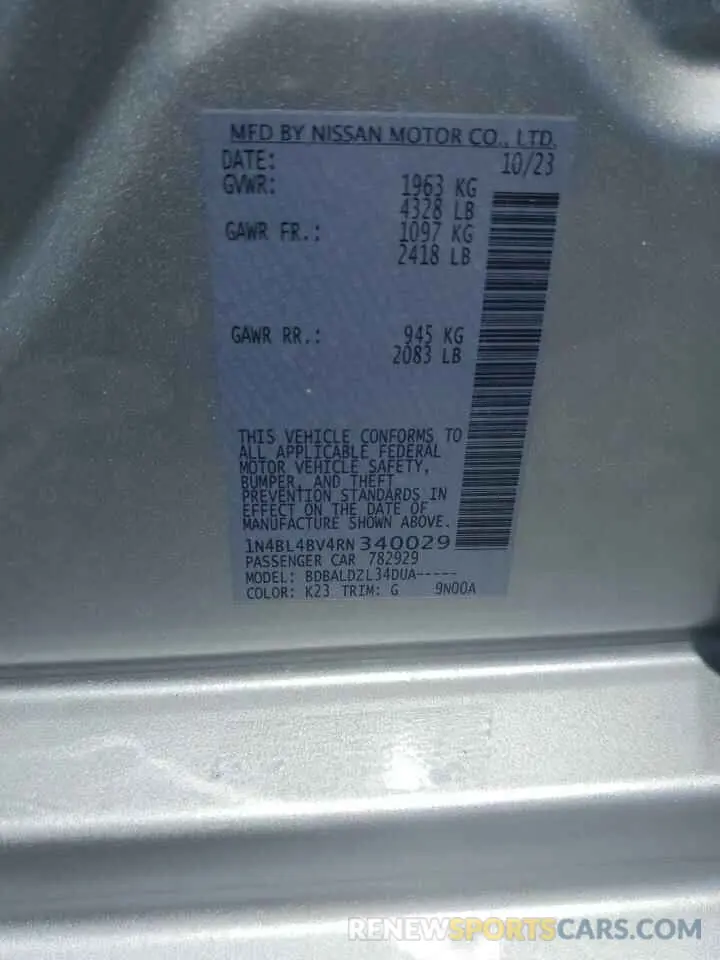 MFD BY NISSAN MOTOR CO., LTD.
DATE: 10/23
GVWR: 1963 KG
4328 LB
GAWR FR.: 1097 KG
2418 LB
GAWR RR.: 945 KG
2083 LB
THIS VEHICLE CONFORMS TO
ALL APPLICABLE FEDERAL
MOTOR VEHICLE SAFETY,
BUMPER, AND THEFT
PREVENTION STANDARDS IN
EFFECT ON THE DATE OF
MANUFACTURE SHOWN ABOVE.
1N4BL4BV4RN340029
PASSENGER CAR 782929
MODEL: BDBALDZL34DUA-----
COLOR: K23 TRIM: G 9N00A
RENEWSPORTSCARS.COM